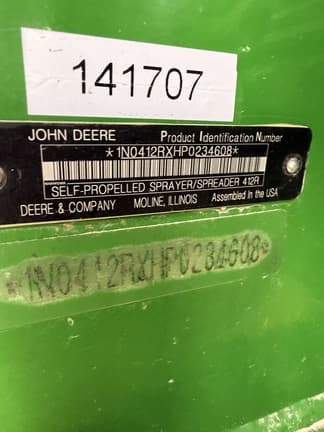 141707
JOHN DEERE Product Identification Number
*1N0412RXHP0234608*
SELF-PROPELLED SPRAYER/SPREADER 412R
DEERE & COMPANY MOLINE, ILLINOIS Assembled in the USA
*1N0412RXHP0234608*